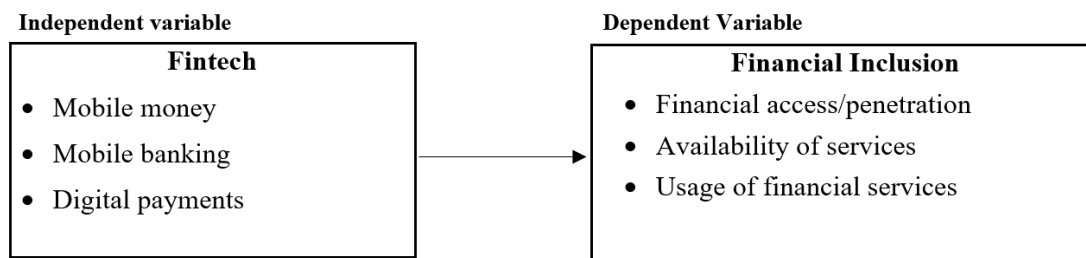 Independent variable
Fintech
• Mobile money
• Mobile banking
• Digital payments
Dependent Variable
Financial Inclusion
• Financial access/penetration
• Availability of services
• Usage of financial services